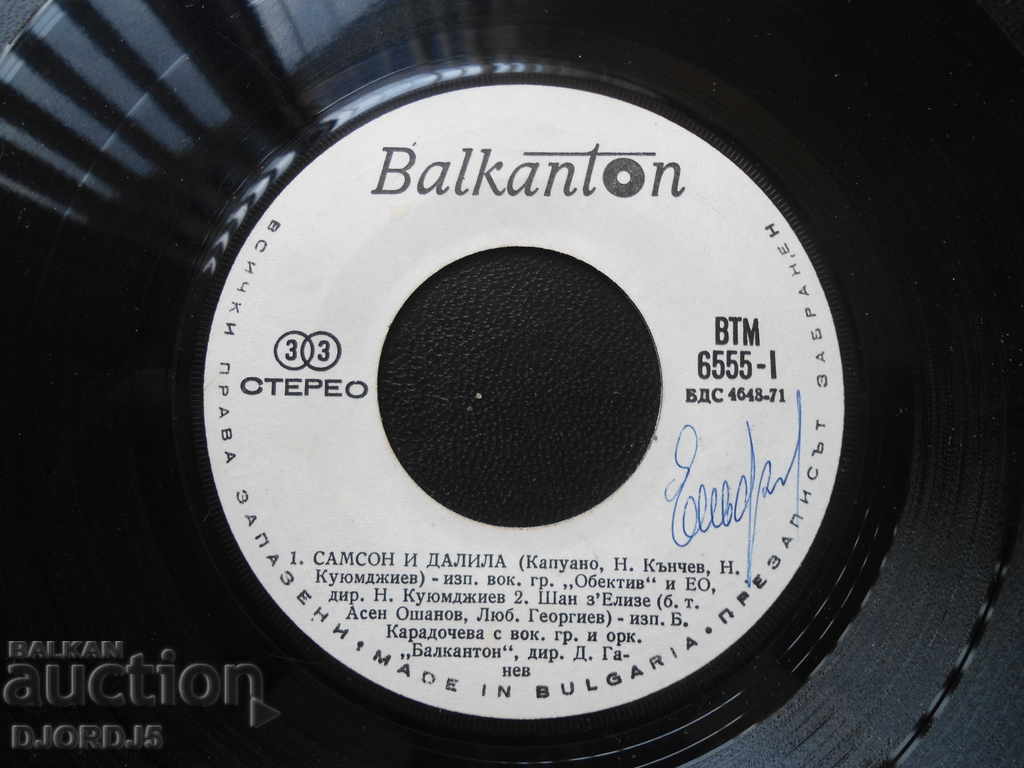 Balkanton
ВСИЧКИ ПРАВА ЗАПАЗЕНИ • MADE IN BULGARIA • ПРЕЗАПИСЪТ ЗАБРАНЕН
33
СТЕРЕО
ВТМ
6555-I
БДС 4643-71
1. САМСОН И ДАЛИЛА (Капуано, Н. Кънчев, Н.
Куюмджиев) - изп. вок. гр. „Обектив“ и ЕО,
дир. Н. Куюмджиев 2. Шан з'Елизе (б. т.
Асен Ошанов, Люб. Георгиев) - изп. Б.
Карадочева с вок. гр. и орк.
„Балкантон“, дир. Д. Га-
нев
BALKAN
auction
DJORDJ5